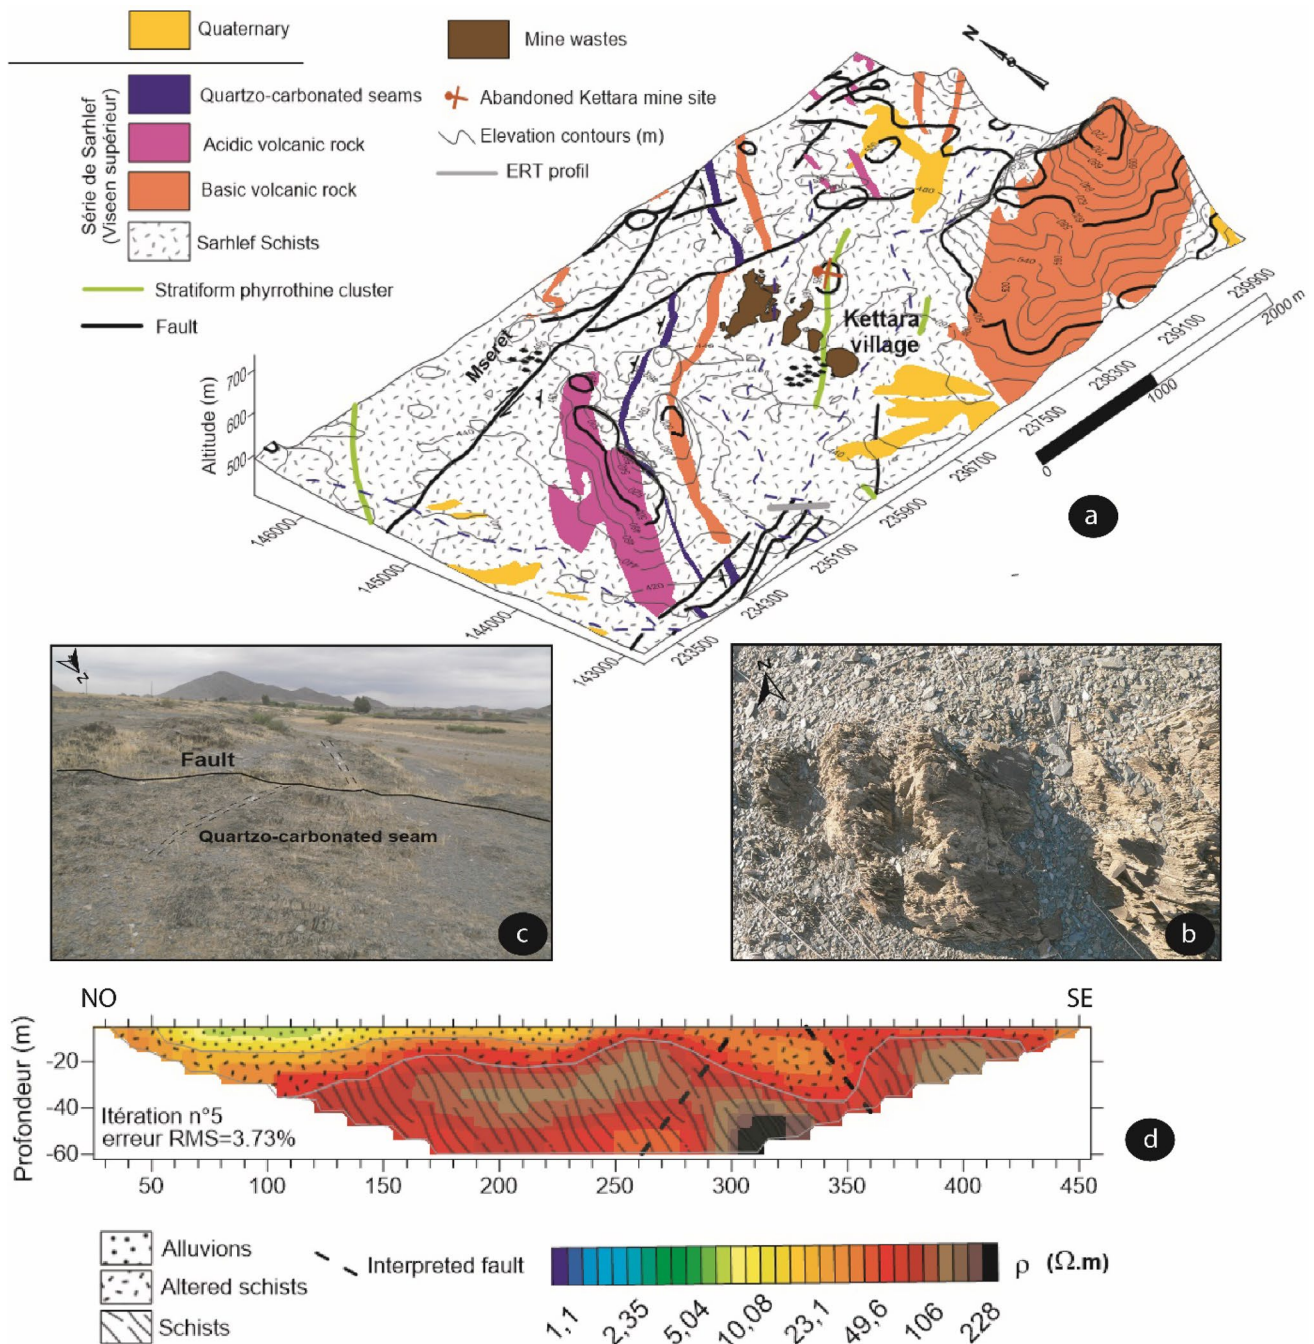 Quaternary
Mine wastes
Série de Sarhlef
(Viseen supérieur)
Quartzo-carbonated seams
Acidic volcanic rock
Basic volcanic rock
Sarhlef Schists
Abandoned Kettara mine site
Elevation contours (m)
ERT profil
Stratiform phyrrothine cluster
Fault
N
Mseret
Kettara
village
Altitude (m)
700
600
500
146000
145000
144000
143000
233500
234300
235100
235900
236700
237500
238300
239100
239900
0
1000
2000 m
420
440
480
540
a
N
Fault
Quartzo-carbonated seam
c
N
b
NO
SE
Profondeur (m)
-20
-40
-60
Itération n°5
erreur RMS=3.73%
d
50
100
150
200
250
300
350
400
450
Alluvions
Altered schists
Schists
Interpreted fault
ρ (Ω.m)
1,1
2,35
5,04
10,08
23,1
49,6
106
228